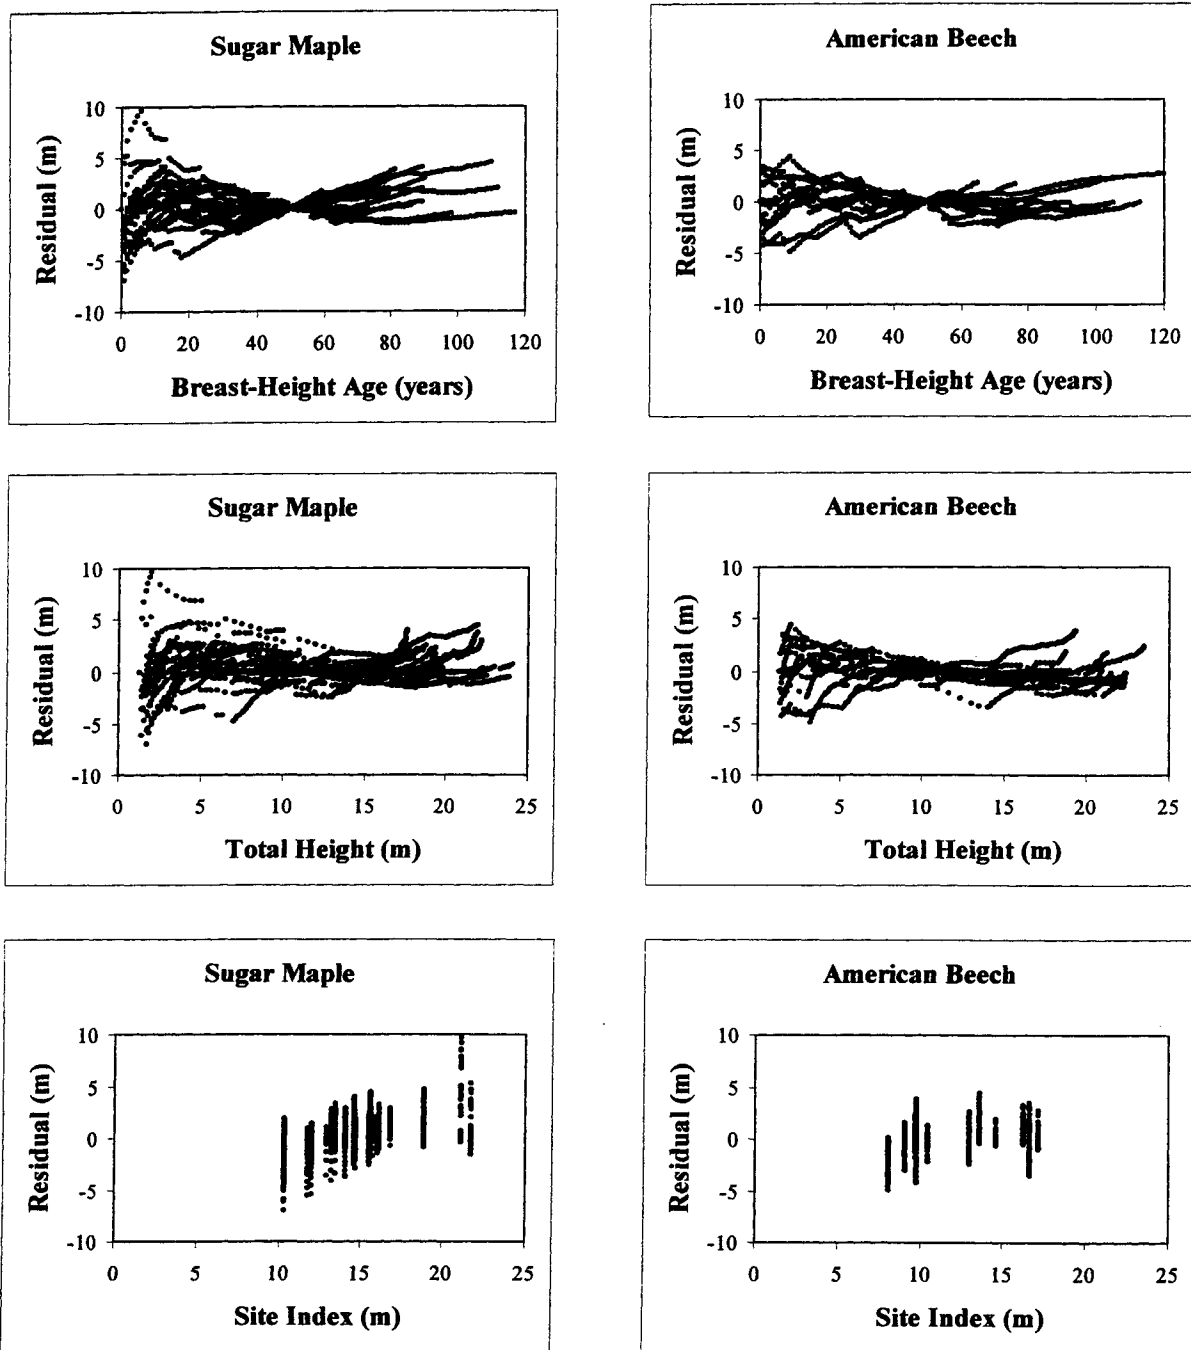 Sugar Maple
Residual (m)
10
5
0
-5
-10
0 20 40 60 80 100 120
Breast-Height Age (years)
American Beech
Residual (m)
10
5
0
-5
-10
0 20 40 60 80 100 120
Breast-Height Age (years)
Sugar Maple
Residual (m)
10
5
0
-5
-10
0 5 10 15 20 25
Total Height (m)
American Beech
Residual (m)
10
5
0
-5
-10
0 5 10 15 20 25
Total Height (m)
Sugar Maple
Residual (m)
10
5
0
-5
-10
0 5 10 15 20 25
Site Index (m)
American Beech
Residual (m)
10
5
0
-5
-10
0 5 10 15 20 25
Site Index (m)